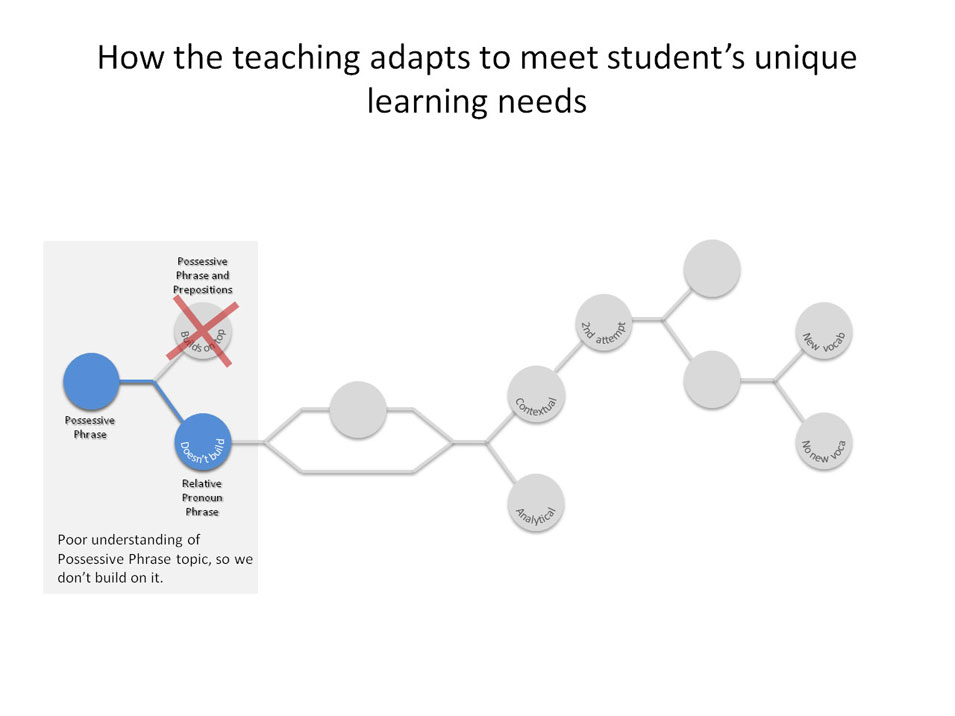 How the teaching adapts to meet student’s unique
learning needs
Possessive
Phrase and
Prepositions
Builds on top
Possessive
Phrase
Doesn't build
Relative
Pronoun
Phrase
Poor understanding of
Possessive Phrase topic, so we
don’t build on it.
Contextual
Analytical
2nd attempt
New vocab
No new voca